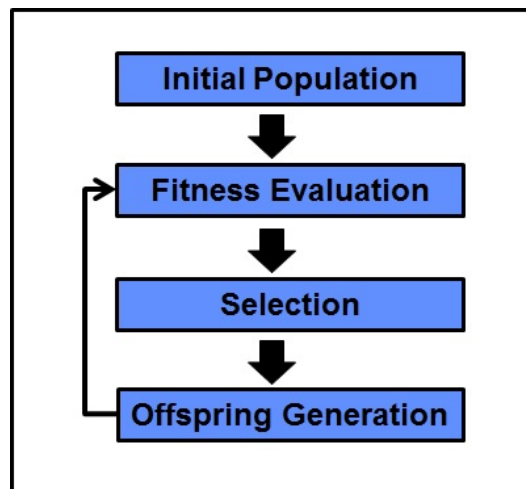 Initial Population
Fitness Evaluation
Selection
Offspring Generation